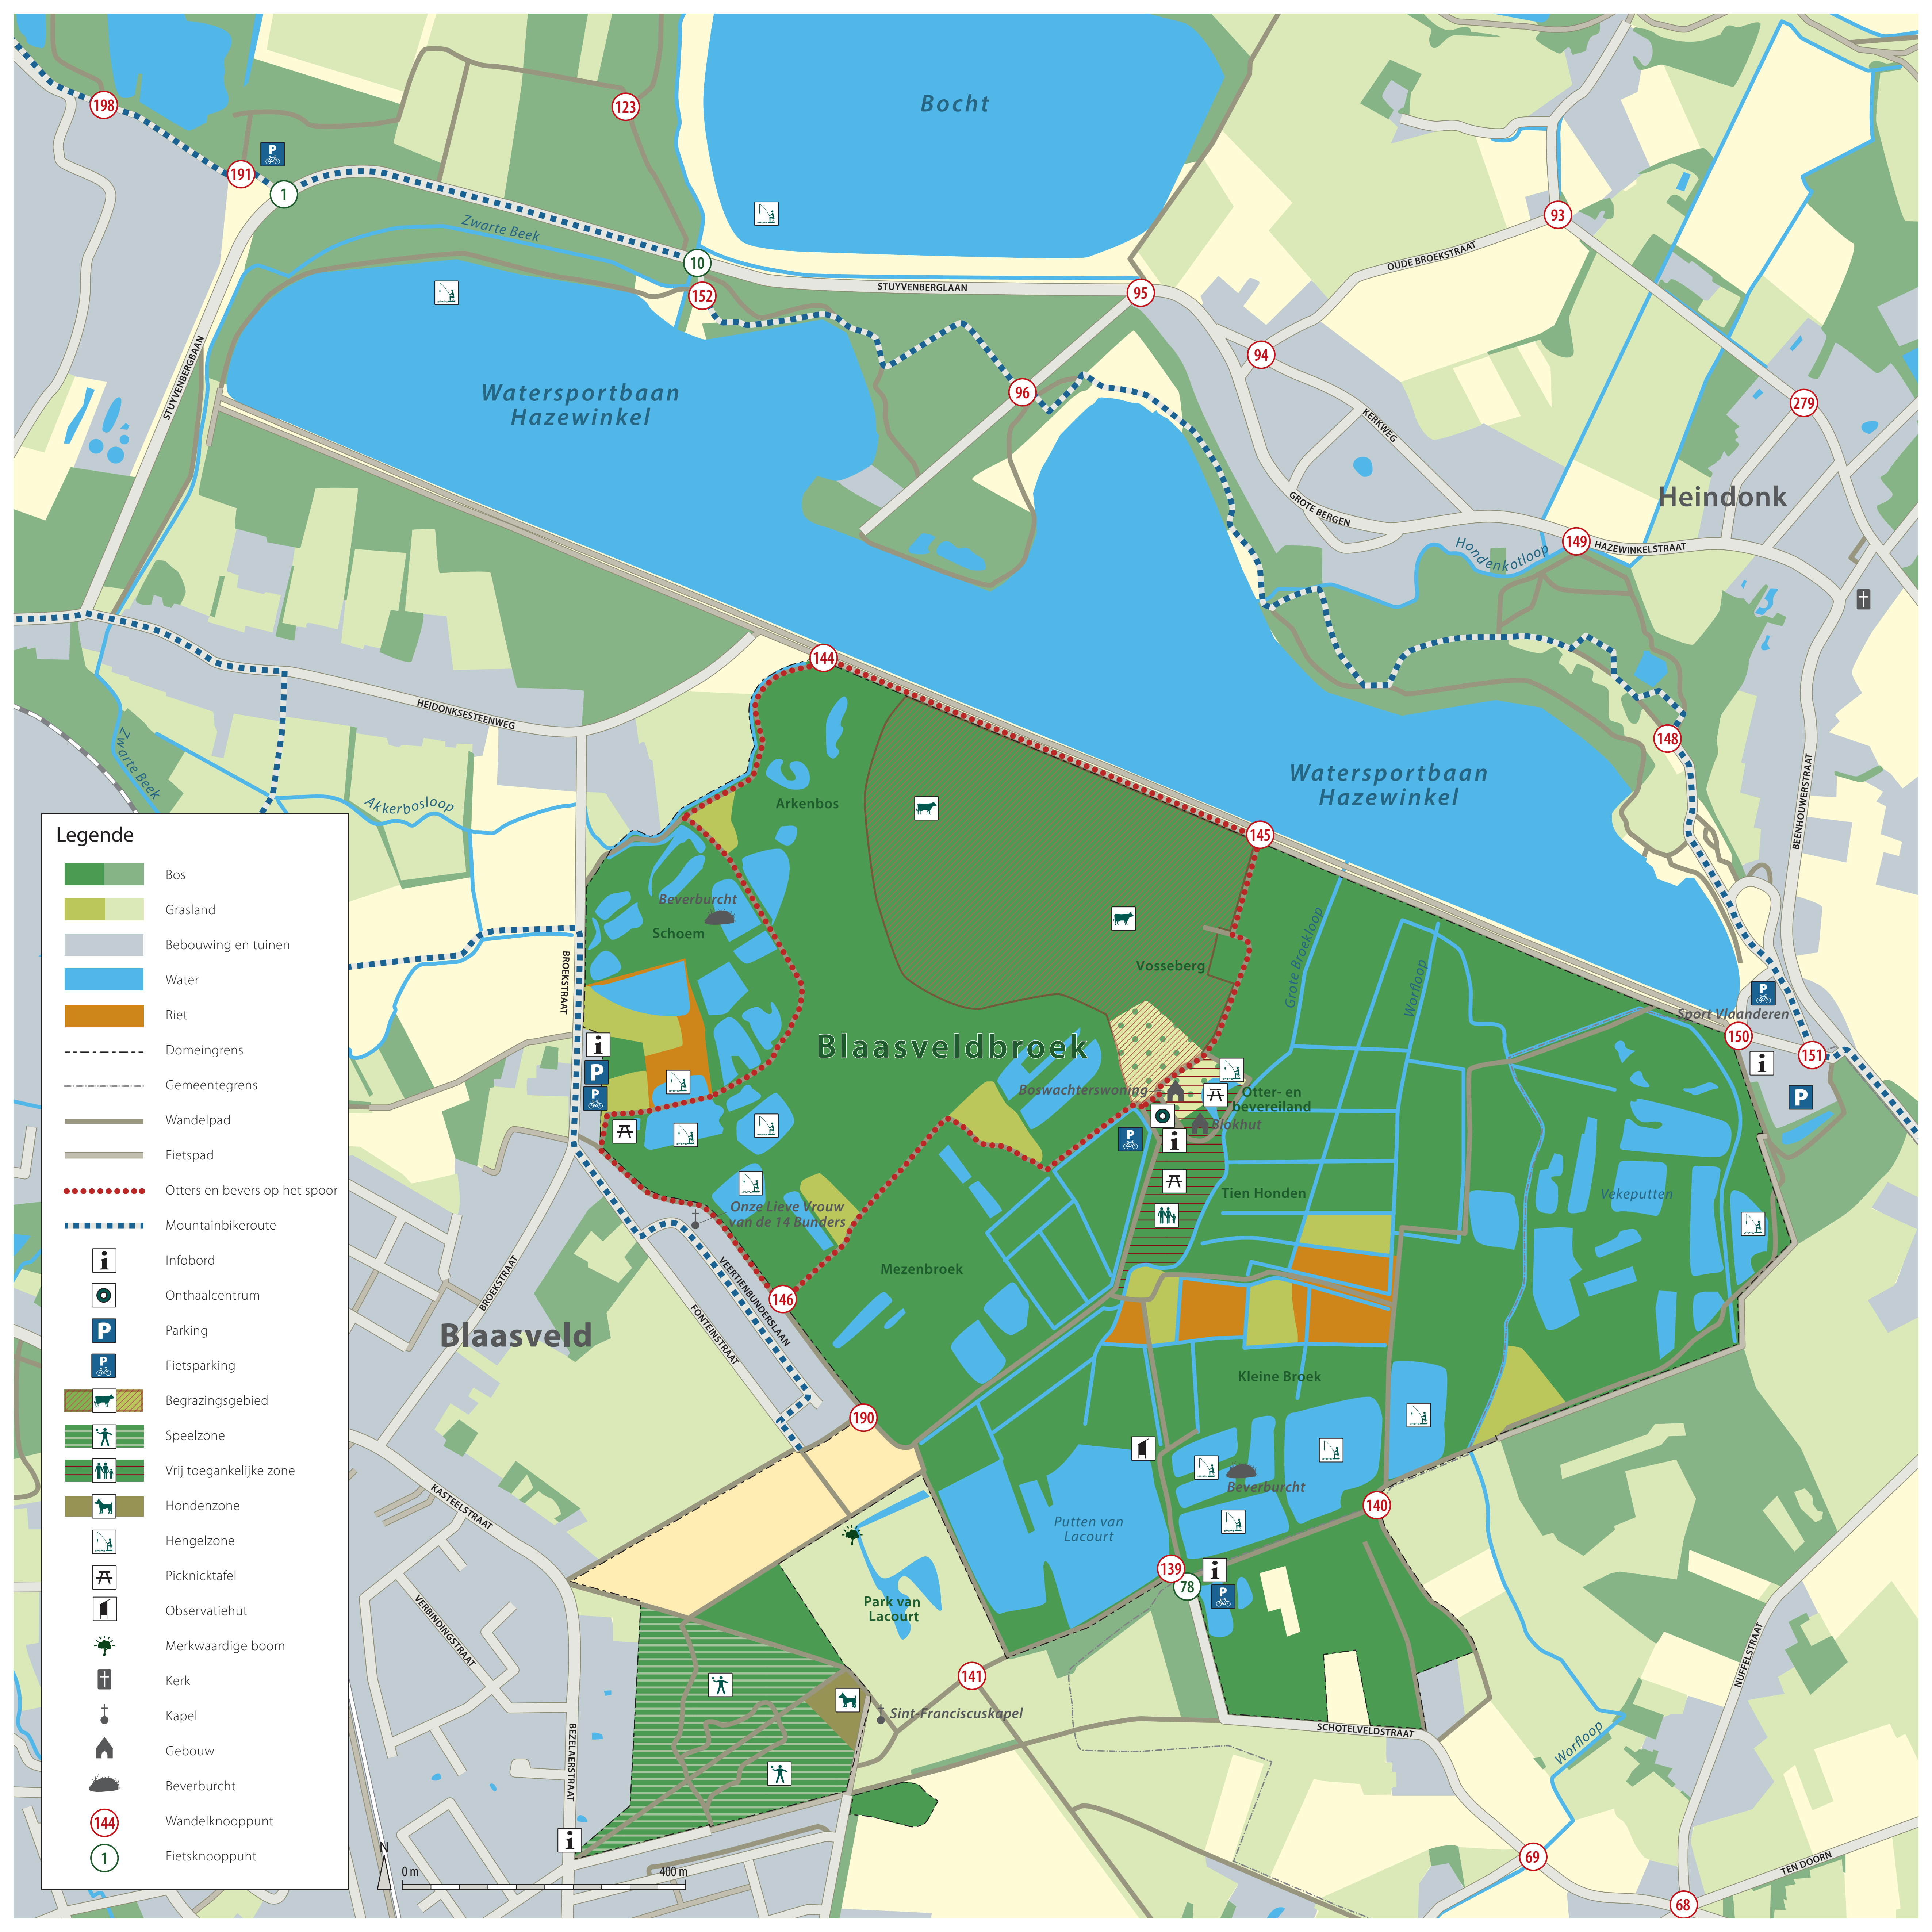 Bocht
198
123
P
191
1
Zwarte Beek
10
152
STUYVENBERGLAAN
95
93
OUDE BROEKSTRAAT
94
STUYVENBERGBAAN
Watersportbaan
Hazewinkel
96
KERKWEG
279
Heindonk
GROTE BERGEN
Hondenkotloop
149
HAZEWINKELSTRAAT
144
HEIDONKSESTEENWEG
Zwarte Beek
148
Watersportbaan
Hazewinkel
Akkerbosloop
Arkenbos
145
BEENHOUWERSTRAAT
Beverburcht
Schoem
BROEKSTRAAT
Vosseberg
Grote Broekloop
Worfloop
P
Sport Vlaanderen
150
151
i
P
Blaasveldbroek
i
P
P
Boswachterswoning
Otter- en
bevereiland
Blokhut
P
i
Tien Honden
Vekeputten
Onze Lieve Vrouw
van de 14 Bunders
Mezenbroek
146
VEERTIENBUNDERSLAAN
FONTEINSTRAAT
BROEKSTRAAT
Blaasveld
Kleine Broek
190
KASTEELSTRAAT
Beverburcht
140
Putten van
Lacourt
139
78
i
P
Park van
Lacourt
VERBINDINGSTRAAT
141
Sint-Franciscuskapel
SCHOTELVELDSTRAAT
NUFFELSTRAAT
Worfloop
BEZELAERSTRAAT
i
69
68
TEN DOORN
N
0 m
400 m
Legende
Bos
Grasland
Bebouwing en tuinen
Water
Riet
Domeingrens
Gemeentegrens
Wandelpad
Fietspad
Otters en bevers op het spoor
Mountainbikeroute
i Infobord
Onthaalcentrum
P Parking
P Fietsparking
Begrazingsgebied
Speelzone
Vrij toegankelijke zone
Hondenzone
Hengelzone
Picknicktafel
Observatiehut
Merkwaardige boom
Kerk
Kapel
Gebouw
Beverburcht
144 Wandelknooppunt
1 Fietsknooppunt